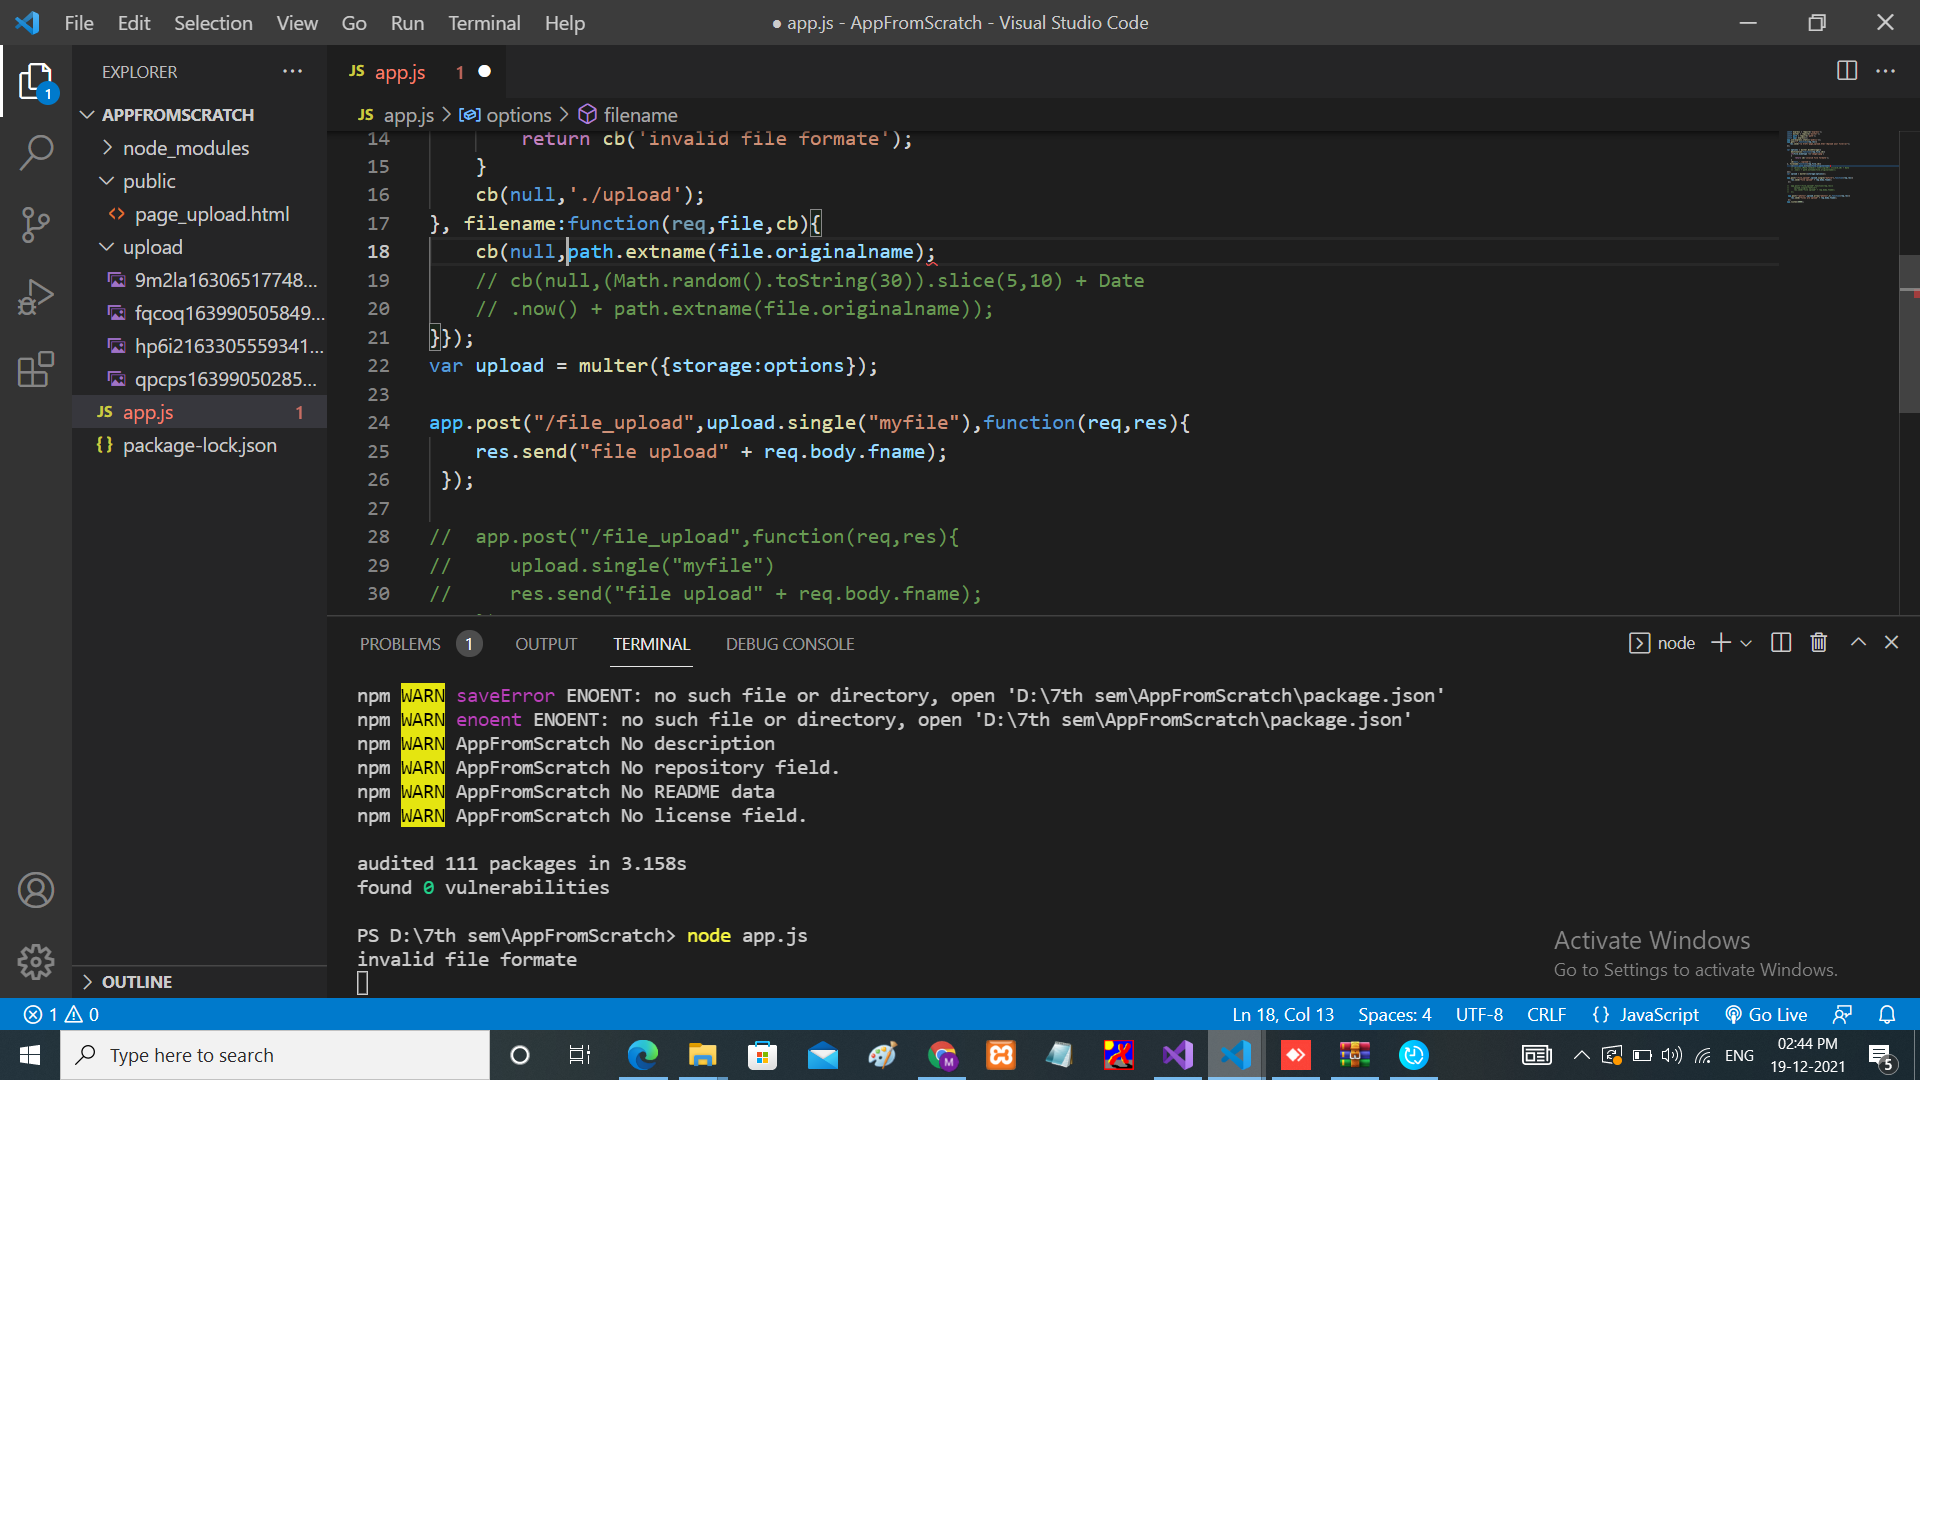 File Edit Selection View Go Run Terminal Help
● app.js - AppFromScratch - Visual Studio Code
EXPLORER ···
JS app.js 1 ●
APPFROMSCRATCH
JS app.js > options > filename
node_modules
public
page_upload.html
upload
9m2la16306517748...
fqcoq163990505849...
hp6i2163305559341...
qpcps16399050285...
JS app.js 1
{} package-lock.json
OUTLINE
14 return cb('invalid file formate');
15 }
16 cb(null,'./upload');
17 }, filename:function(req,file,cb){
18 cb(null,path.extname(file.originalname);
19 // cb(null,(Math.random().toString(30)).slice(5,10) + Date
20 // .now() + path.extname(file.originalname));
21 }});
22 var upload = multer({storage:options});
23
24 app.post("/file_upload",upload.single("myfile"),function(req,res){
25 res.send("file upload" + req.body.fname);
26 });
27
28 //  app.post("/file_upload",function(req,res){
29 //     upload.single("myfile")
30 //     res.send("file upload" + req.body.fname);
PROBLEMS 1 OUTPUT TERMINAL DEBUG CONSOLE
node
npm WARN saveError ENOENT: no such file or directory, open 'D:\7th sem\AppFromScratch\package.json'
npm WARN enoent ENOENT: no such file or directory, open 'D:\7th sem\AppFromScratch\package.json'
npm WARN AppFromScratch No description
npm WARN AppFromScratch No repository field.
npm WARN AppFromScratch No README data
npm WARN AppFromScratch No license field.
audited 111 packages in 3.158s
found 0 vulnerabilities
PS D:\7th sem\AppFromScratch> node app.js
invalid file formate
Activate Windows
Go to Settings to activate Windows.
1 0
Ln 18, Col 13 Spaces: 4 UTF-8 CRLF {} JavaScript Go Live
Type here to search
ENG
02:44 PM
19-12-2021
5